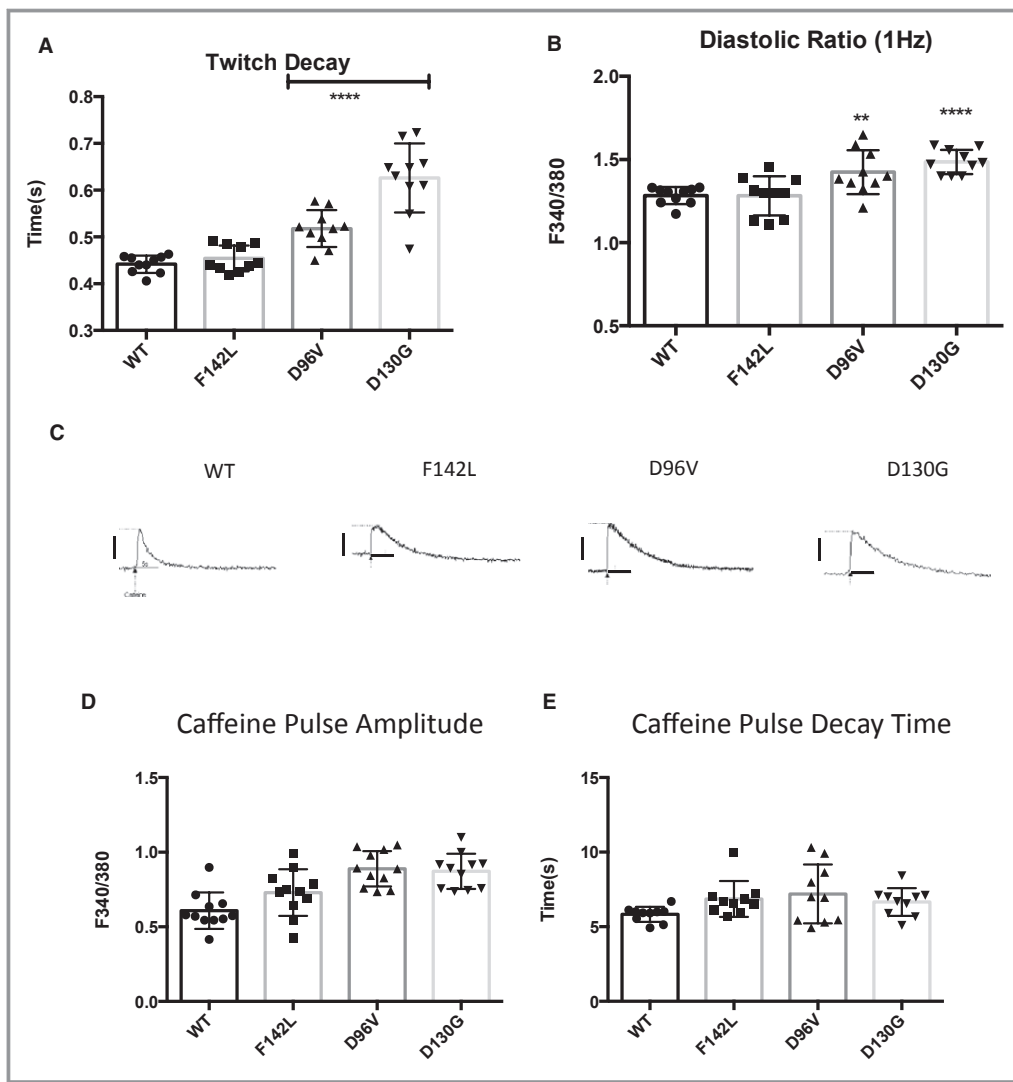 A
Twitch Decay
****
Time(s)
0.8
0.7
0.6
0.5
0.4
0.3
WT
F142L
D96V
D130G
B
Diastolic Ratio (1Hz)
**
****
F340/380
2.0
1.5
1.0
0.5
WT
F142L
D96V
D130G
C
WT
F142L
D96V
D130G
5s
Caffeine
D
Caffeine Pulse Amplitude
F340/380
1.5
1.0
0.5
0.0
WT
F142L
D96V
D130G
E
Caffeine Pulse Decay Time
Time(s)
15
10
5
0
WT
F142L
D96V
D130G